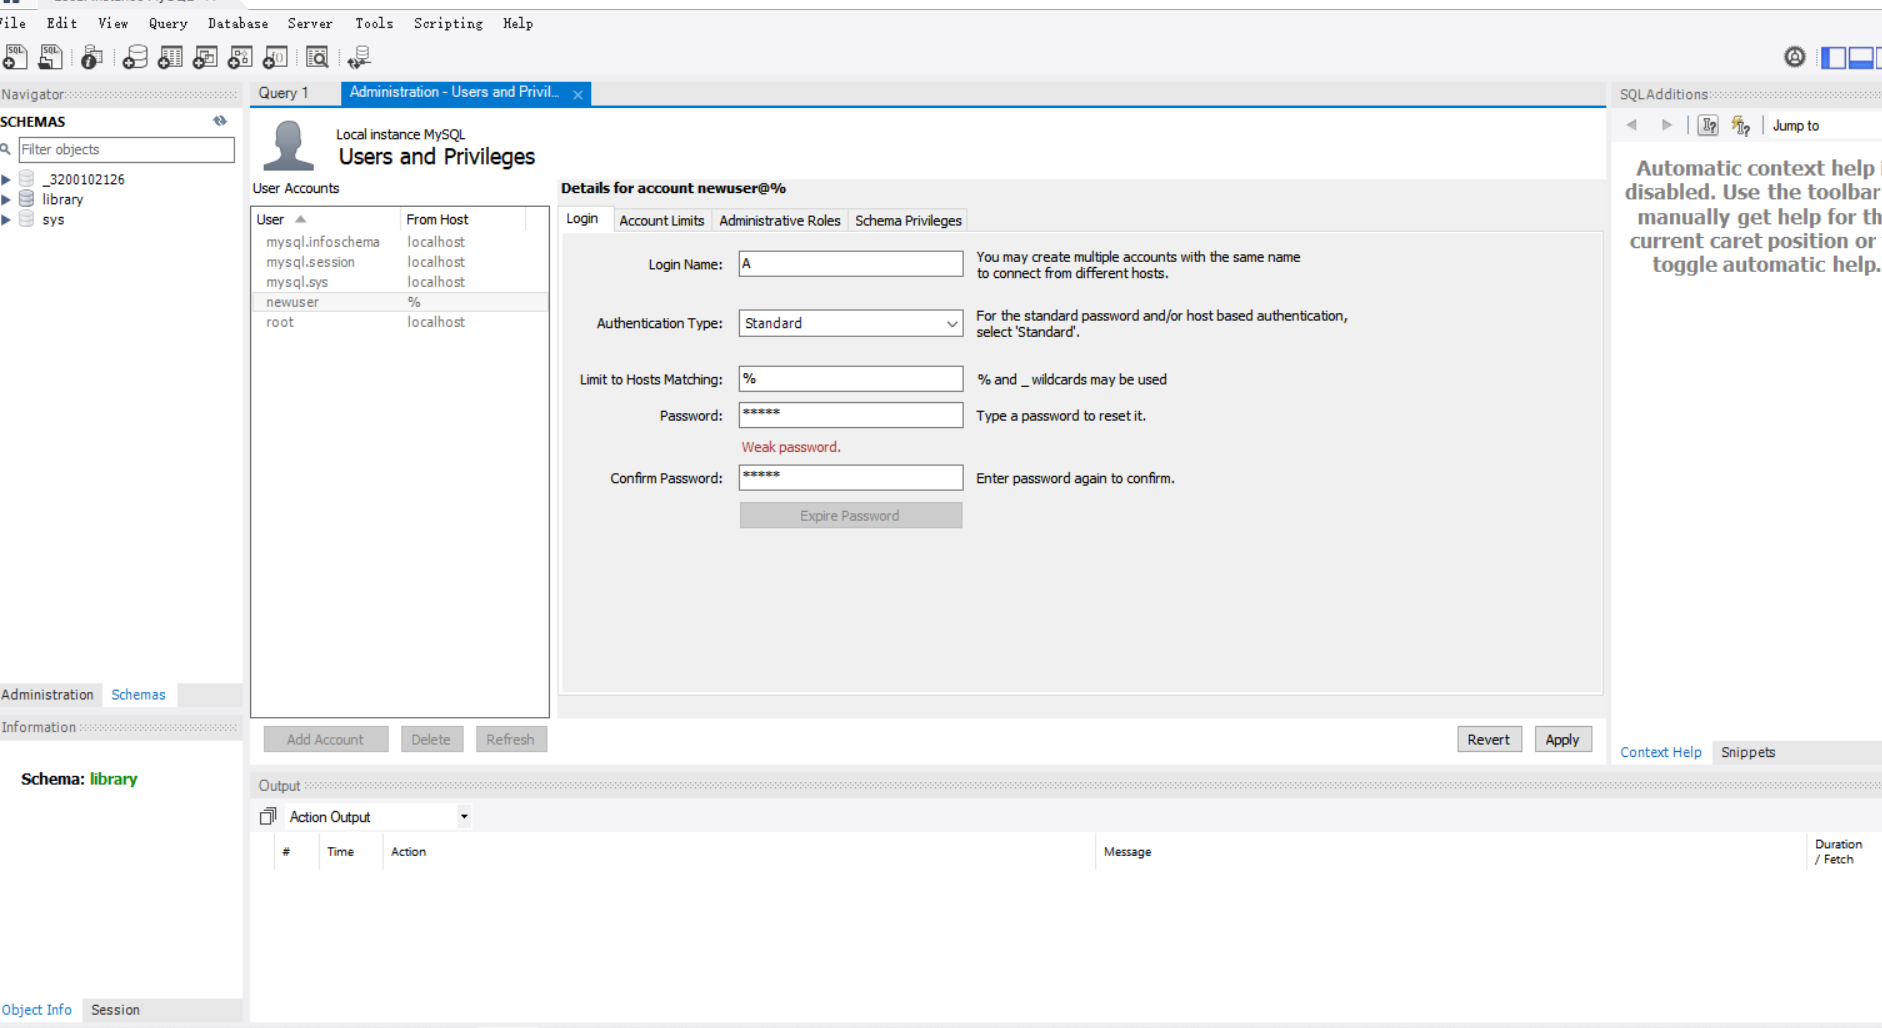 File Edit View Query Database Server Tools Scripting Help
Navigator
SCHEMAS
Filter objects
_3200102126
library
sys
Administration Schemas
Information
Schema: library
Object Info Session
Query 1 Administration - Users and Privil...
Local instance MySQL
Users and Privileges
User Accounts
User From Host
mysql.infoschema localhost
mysql.session localhost
mysql.sys localhost
newuser %
root localhost
Add Account Delete Refresh
Details for account newuser@%
Login Account Limits Administrative Roles Schema Privileges
Login Name: A
You may create multiple accounts with the same name
to connect from different hosts.
Authentication Type: Standard
For the standard password and/or host based authentication,
select 'Standard'.
Limit to Hosts Matching: % % and _ wildcards may be used
Password: ***** Type a password to reset it.
Weak password.
Confirm Password: ***** Enter password again to confirm.
Expire Password
Revert Apply
Output
Action Output
# Time Action Message Duration
/ Fetch
SQLAdditions
Jump to
Automatic context help
disabled. Use the toolbar
manually get help for
current caret position or
toggle automatic help.
Context Help Snippets